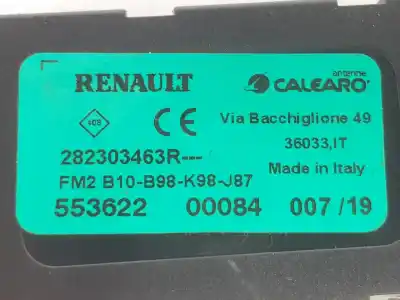 RENAULT
antenne
CALEARO
CE
Via Bacchiglione 49
36033,IT
282303463R---
Made in Italy
FM2 B10-B98-K98-J87
553622 00084 007/19